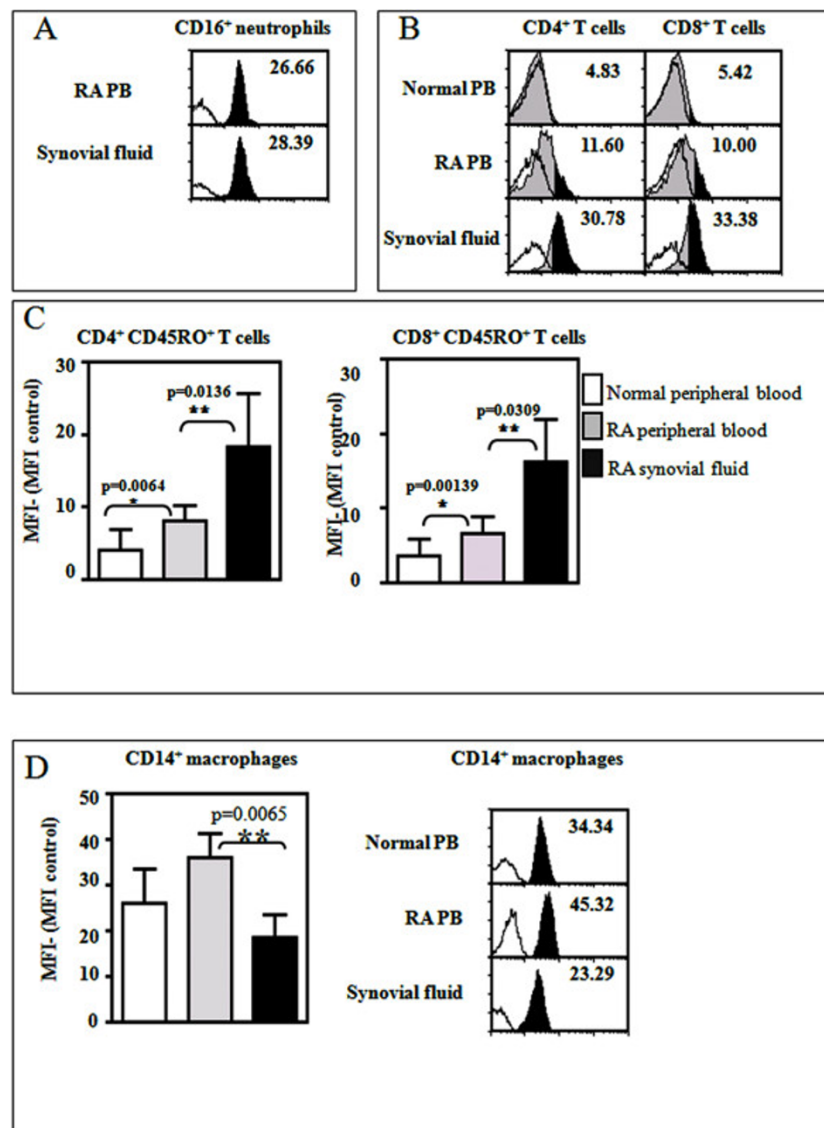 A
CD16⁺ neutrophils
RA PB
26.66
Synovial fluid
28.39
B
CD4⁺ T cells
CD8⁺ T cells
Normal PB
4.83
5.42
RA PB
11.60
10.00
Synovial fluid
30.78
33.38
C
CD4⁺ CD45RO⁺ T cells
MFI- (MFI control)
30
20
10
0
p=0.0064
*
p=0.0136
**
CD8⁺ CD45RO⁺ T cells
MFI- (MFI control)
30
20
10
0
p=0.00139
*
p=0.0309
**
Normal peripheral blood
RA peripheral blood
RA synovial fluid
D
CD14⁺ macrophages
MFI- (MFI control)
50
40
30
20
10
0
p=0.0065
**
CD14⁺ macrophages
Normal PB
34.34
RA PB
45.32
Synovial fluid
23.29